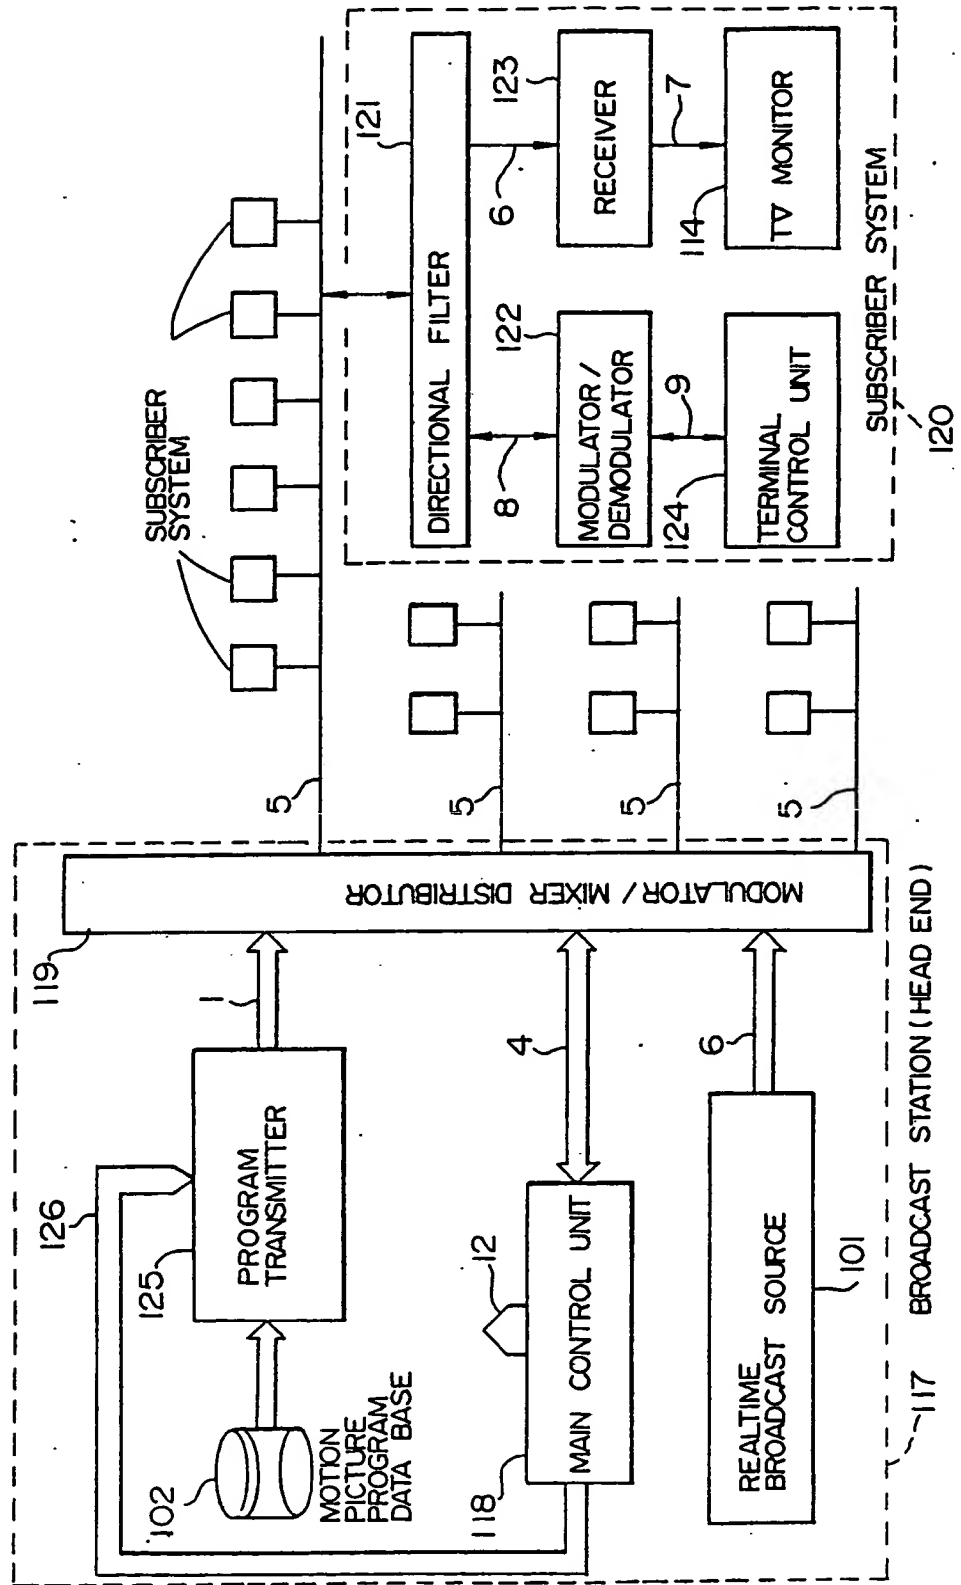 119
126
1
125
PROGRAM
TRANSMITTER
102
MOTION
PICTURE
PROGRAM
DATA BASE
MODULATOR / MIXER DISTRIBUTOR
4
12
118
MAIN CONTROL UNIT
6
REALTIME
BROADCAST SOURCE
101
117
BROADCAST STATION (HEAD END)
5
5
5
5
SUBSCRIBER
SYSTEM
121
DIRECTIONAL FILTER
8
6
122
MODULATOR /
DEMODULATOR
123
RECEIVER
9
7
124
TERMINAL
CONTROL UNIT
114
TV MONITOR
SUBSCRIBER SYSTEM
120